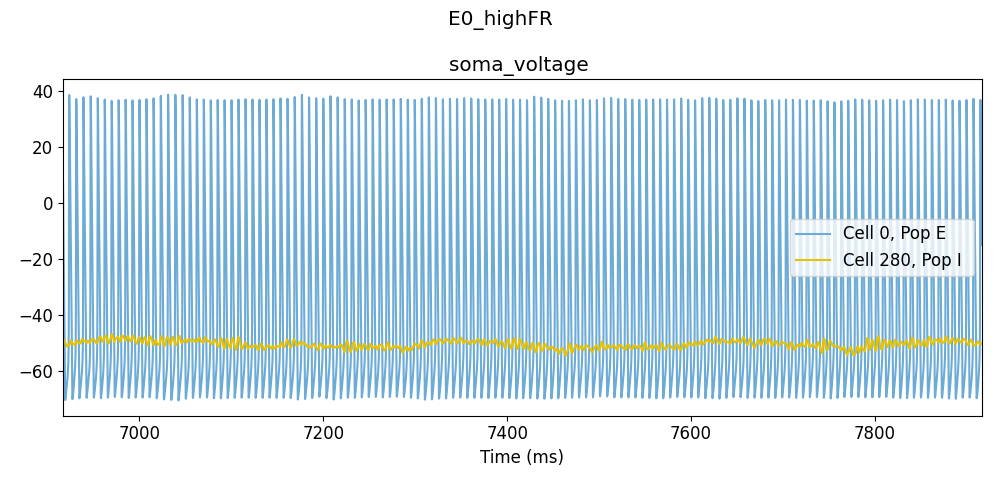 E0_highFR
soma_voltage
40
20
0
−20
−40
−60
Cell 0, Pop E
Cell 280, Pop I
7000 7200 7400 7600 7800
Time (ms)